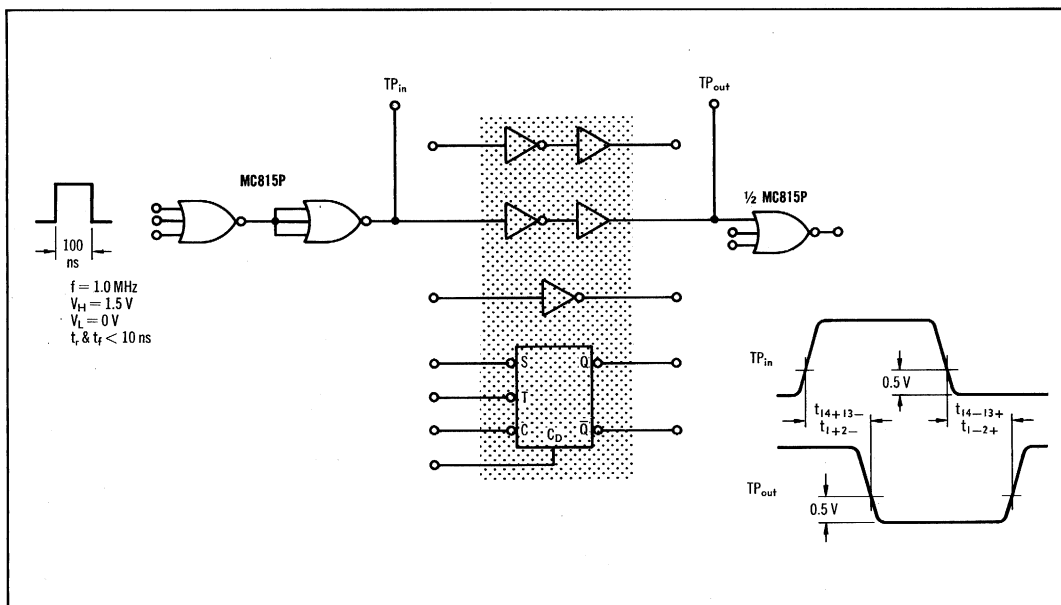 TP_in
TP_out
MC815P
½ MC815P
100
ns
f = 1.0 MHz
V_H = 1.5 V
V_L = 0 V
t_r & t_f < 10 ns
S
Q
T
C
Q̅
C_D
TP_in
0.5 V
t_14+13−
t_1+2−
t_14−13+
t_1−2+
TP_out
0.5 V